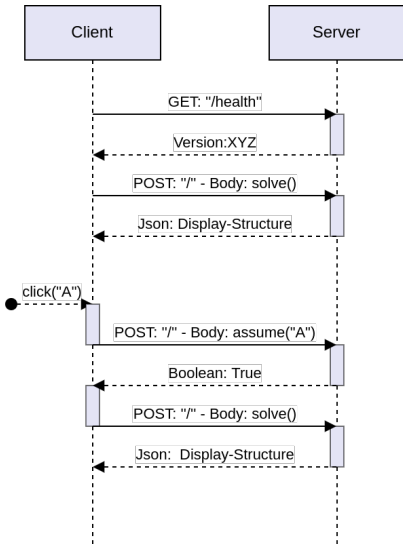 Client
Server
GET: "/health"
Version:XYZ
POST: "/" - Body: solve()
Json: Display-Structure
click("A")
POST: "/" - Body: assume("A")
Boolean: True
POST: "/" - Body: solve()
Json:  Display-Structure